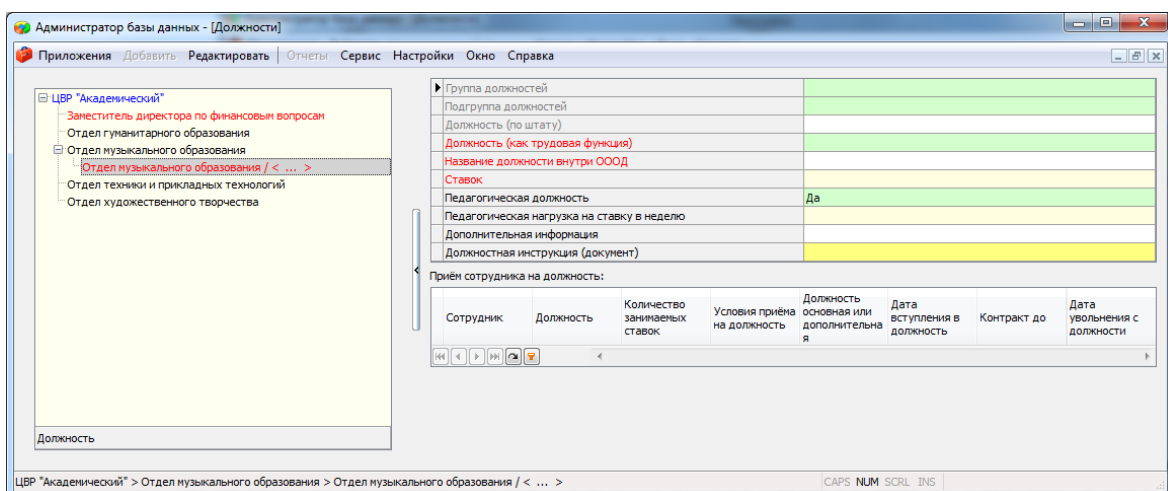 Администратор базы данных - [Должности]
Приложения Добавить Редактировать Отчеты Сервис Настройки Окно Справка
ЦВР "Академический"
Заместитель директора по финансовым вопросам
Отдел гуманитарного образования
Отдел музыкального образования
Отдел музыкального образования / < ... >
Отдел техники и прикладных технологий
Отдел художественного творчества
Должность
Группа должностей
Подгруппа должностей
Должность (по штату)
Должность (как трудовая функция)
Название должности внутри ОООД
Ставок
Педагогическая должность Да
Педагогическая нагрузка на ставку в неделю
Дополнительная информация
Должностная инструкция (документ)
Приём сотрудника на должность:
Сотрудник
Должность
Количество
занимаемых
ставок
Условия приёма
на должность
Должность
основная или
дополнительна
я
Дата
вступления в
должность
Контракт до
Дата
увольнения с
должности
ЦВР "Академический" > Отдел музыкального образования > Отдел музыкального образования / < ... >
CAPS NUM SCRL INS